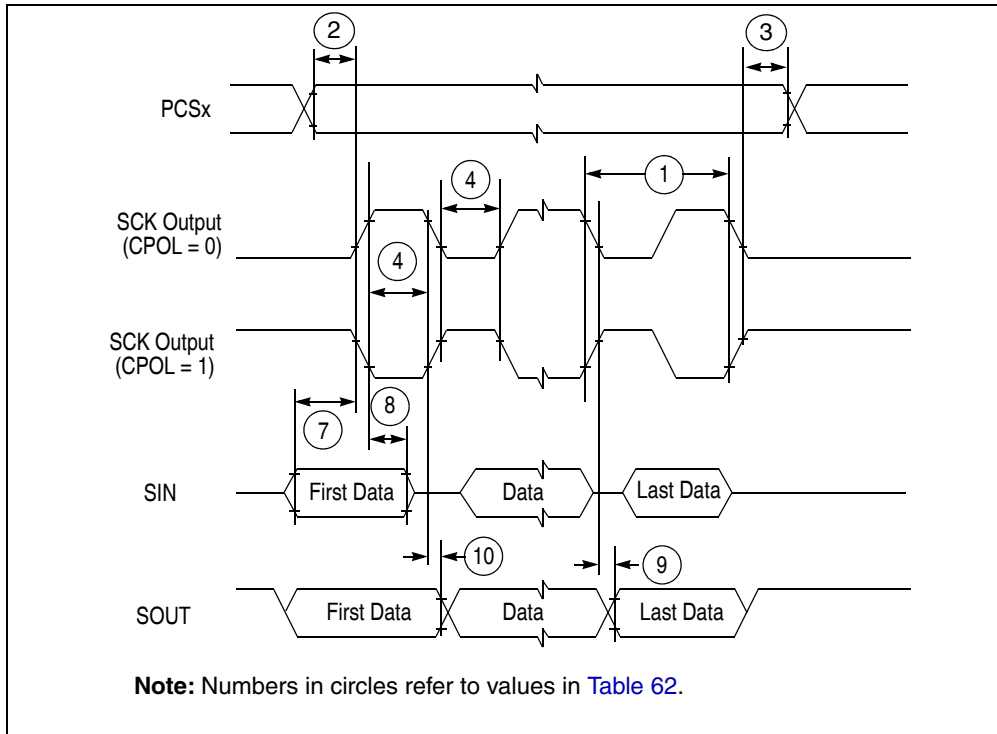 2
3
PCSx
4
1
SCK Output
(CPOL = 0)
4
SCK Output
(CPOL = 1)
8
7
SIN
First Data
Data
Last Data
10
9
SOUT
First Data
Data
Last Data
Note: Numbers in circles refer to values in Table 62.